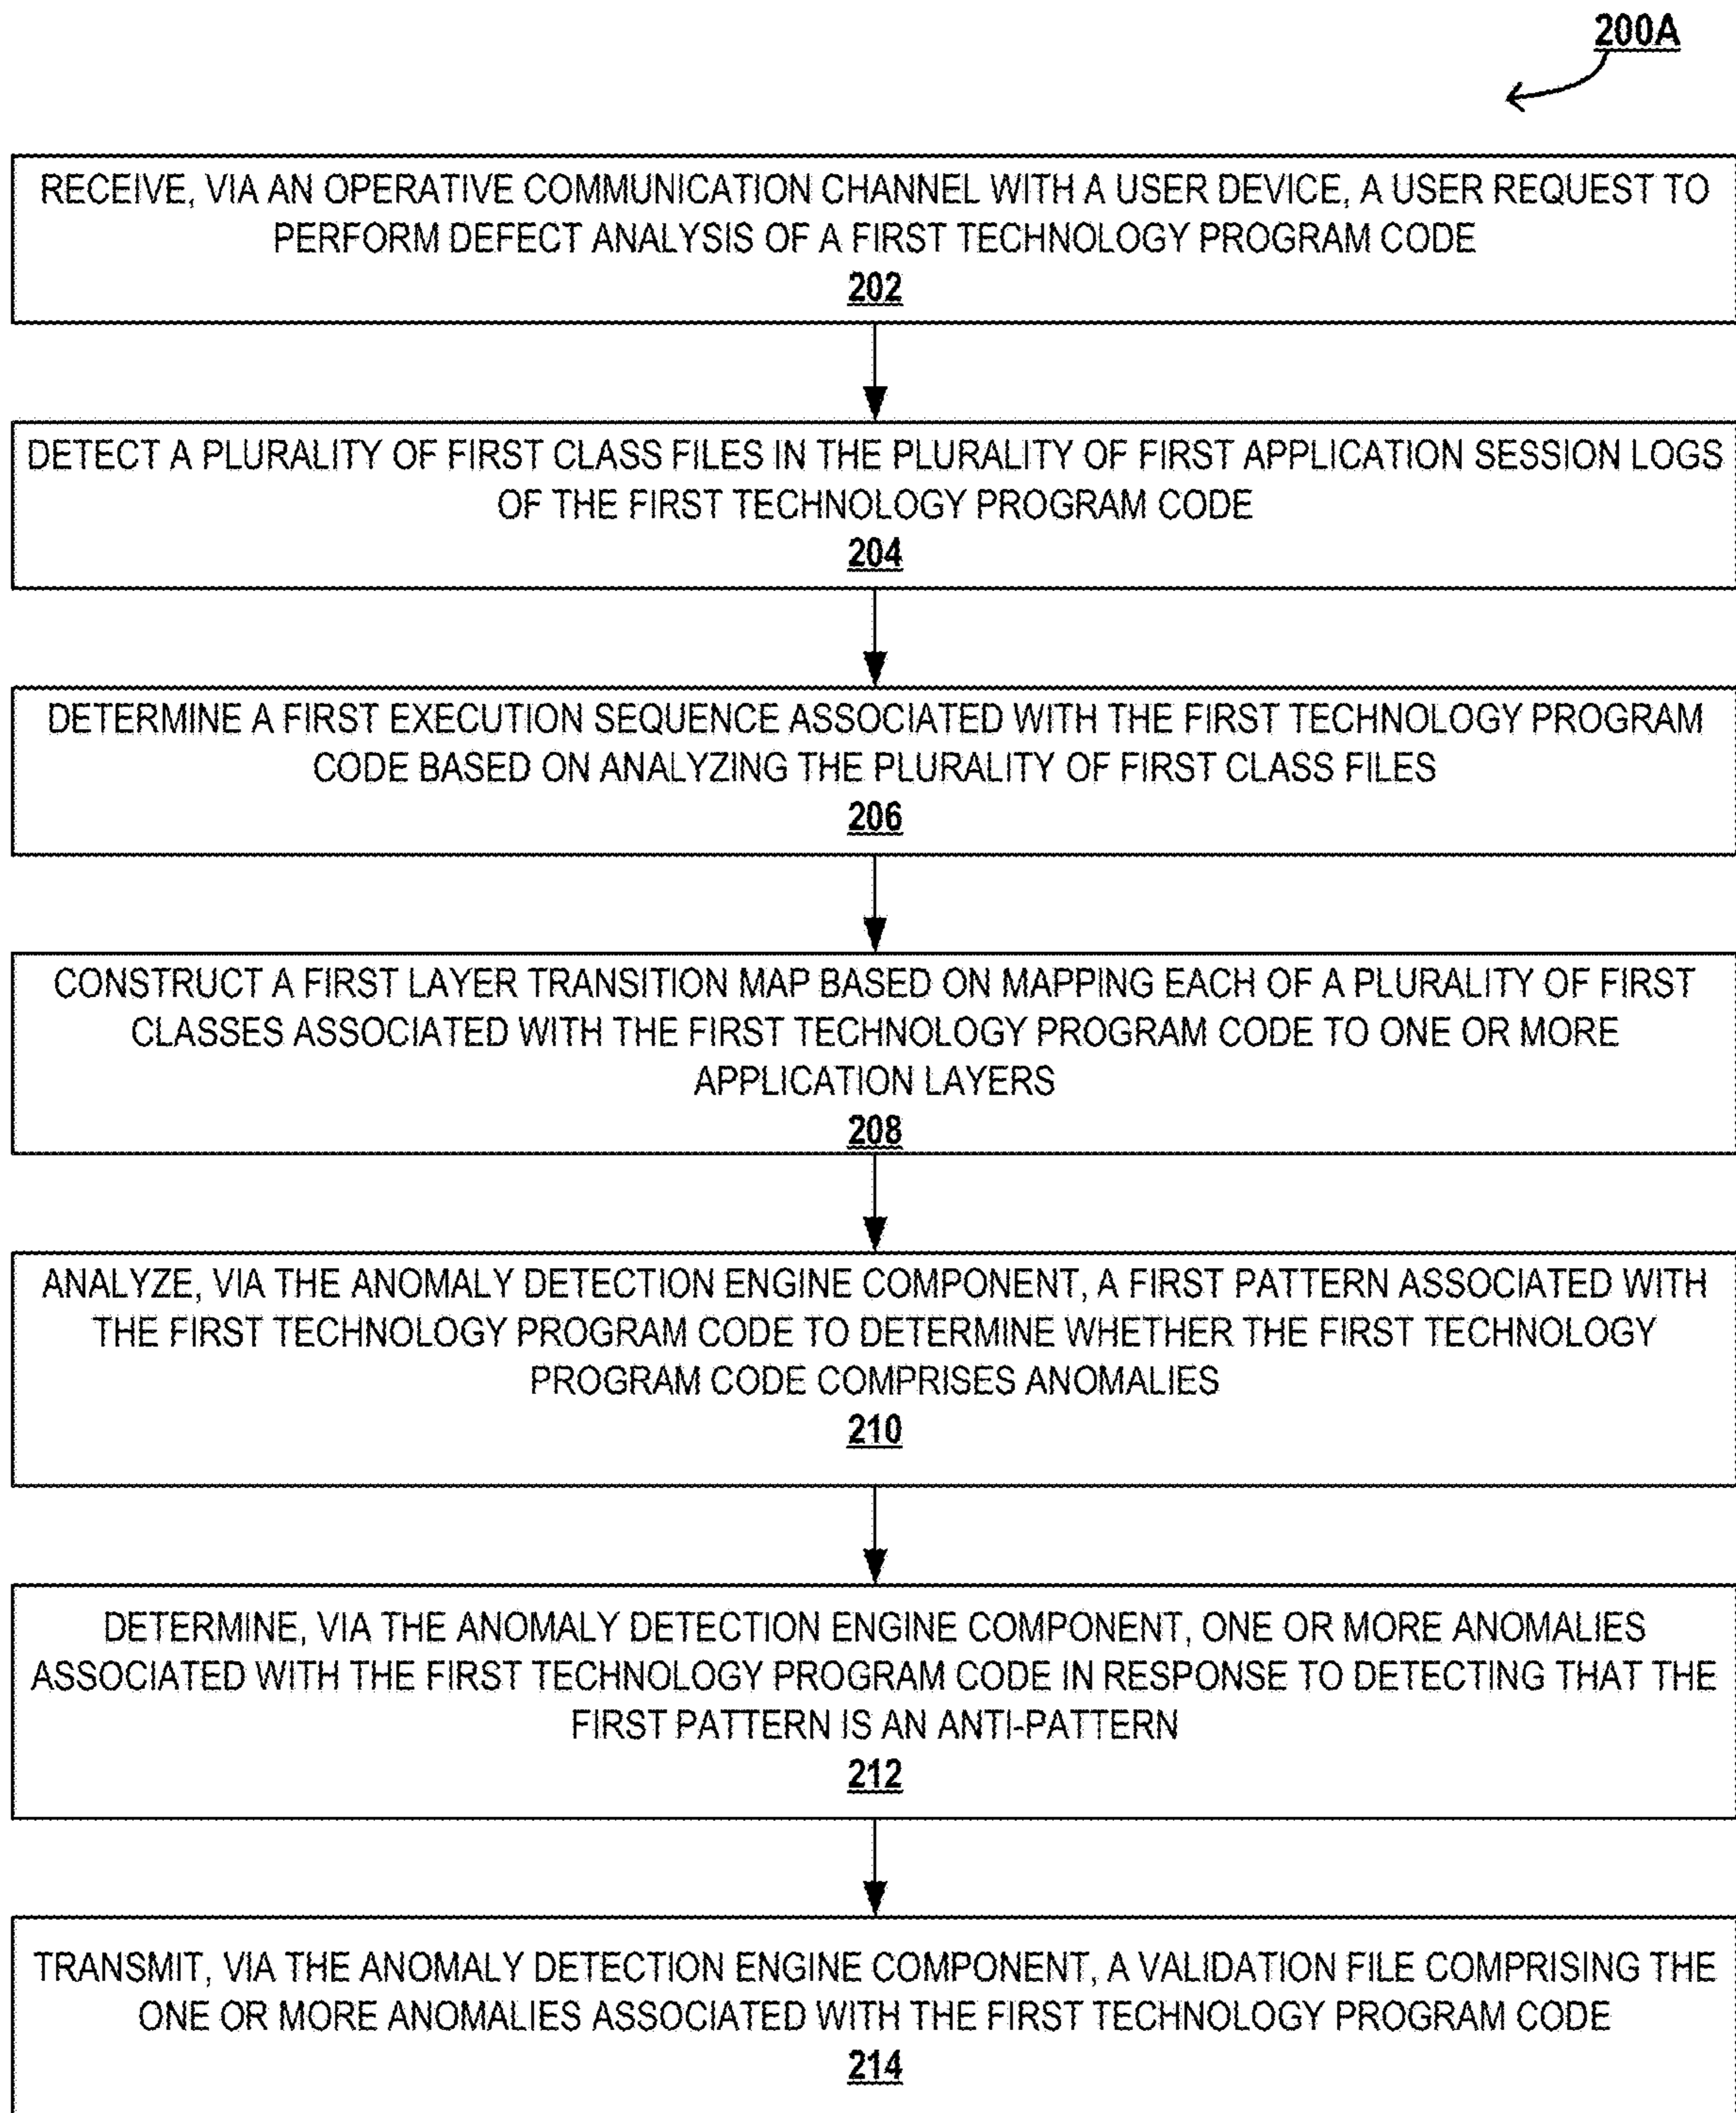 200A
RECEIVE, VIA AN OPERATIVE COMMUNICATION CHANNEL WITH A USER DEVICE, A USER REQUEST TO
PERFORM DEFECT ANALYSIS OF A FIRST TECHNOLOGY PROGRAM CODE
202
DETECT A PLURALITY OF FIRST CLASS FILES IN THE PLURALITY OF FIRST APPLICATION SESSION LOGS
OF THE FIRST TECHNOLOGY PROGRAM CODE
204
DETERMINE A FIRST EXECUTION SEQUENCE ASSOCIATED WITH THE FIRST TECHNOLOGY PROGRAM
CODE BASED ON ANALYZING THE PLURALITY OF FIRST CLASS FILES
206
CONSTRUCT A FIRST LAYER TRANSITION MAP BASED ON MAPPING EACH OF A PLURALITY OF FIRST
CLASSES ASSOCIATED WITH THE FIRST TECHNOLOGY PROGRAM CODE TO ONE OR MORE
APPLICATION LAYERS
208
ANALYZE, VIA THE ANOMALY DETECTION ENGINE COMPONENT, A FIRST PATTERN ASSOCIATED WITH
THE FIRST TECHNOLOGY PROGRAM CODE TO DETERMINE WHETHER THE FIRST TECHNOLOGY
PROGRAM CODE COMPRISES ANOMALIES
210
DETERMINE, VIA THE ANOMALY DETECTION ENGINE COMPONENT, ONE OR MORE ANOMALIES
ASSOCIATED WITH THE FIRST TECHNOLOGY PROGRAM CODE IN RESPONSE TO DETECTING THAT THE
FIRST PATTERN IS AN ANTI-PATTERN
212
TRANSMIT, VIA THE ANOMALY DETECTION ENGINE COMPONENT, A VALIDATION FILE COMPRISING THE
ONE OR MORE ANOMALIES ASSOCIATED WITH THE FIRST TECHNOLOGY PROGRAM CODE
214